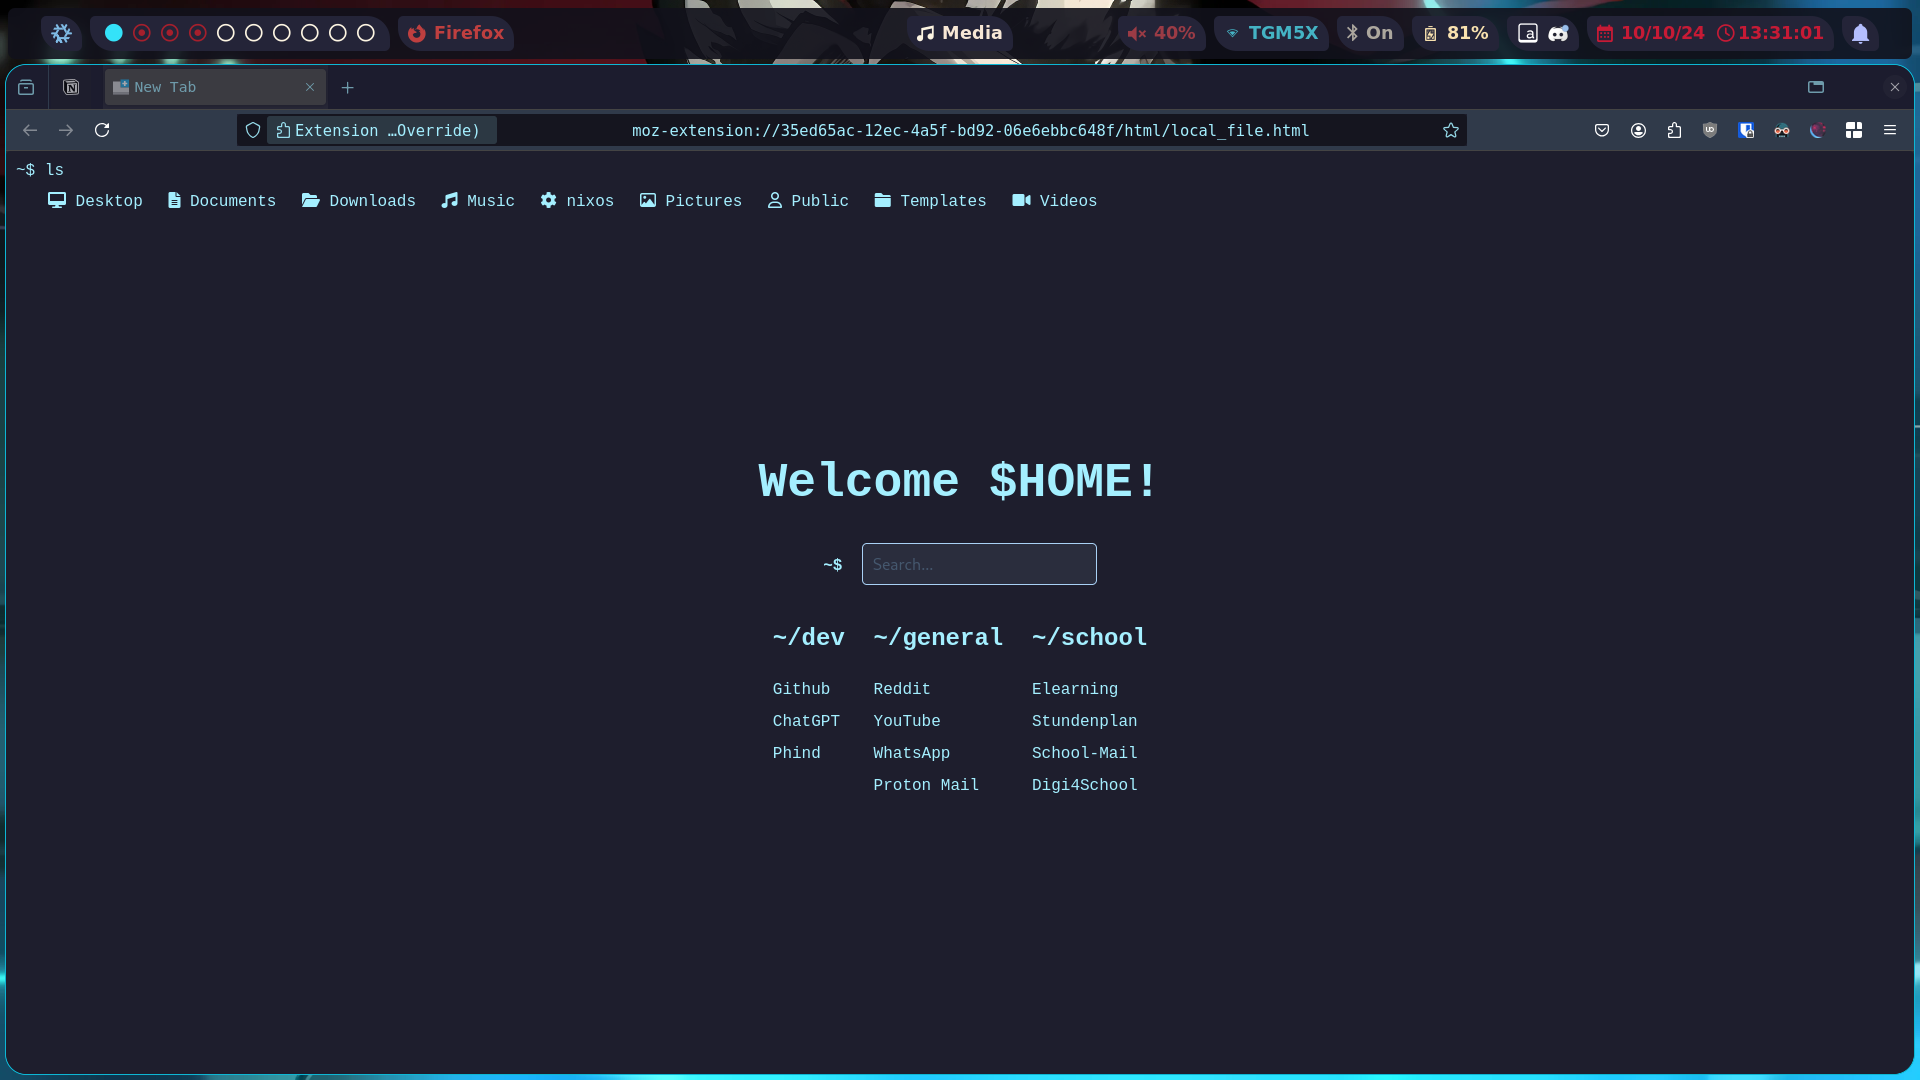 Firefox
Media
40%
TGM5X
On
81%
a
10/10/24 13:31:01
New Tab
Extension …Override)
moz-extension://35ed65ac-12ec-4a5f-bd92-06e6ebbc648f/html/local_file.html
~$ ls
Desktop Documents Downloads Music nixos Pictures Public Templates Videos
Welcome $HOME!
~$ Search...
~/dev ~/general ~/school
Github Reddit Elearning
ChatGPT YouTube Stundenplan
Phind WhatsApp School-Mail
Proton Mail Digi4School